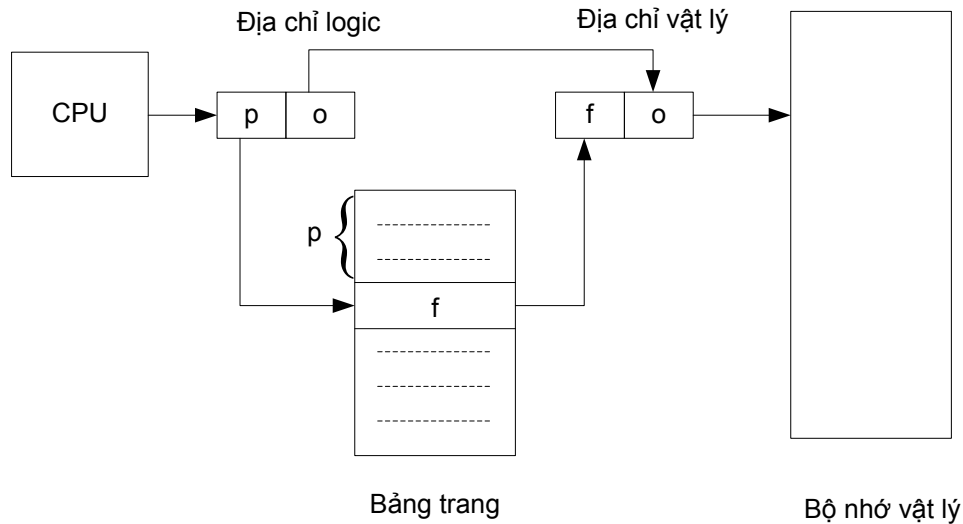 Địa chỉ logic
Địa chỉ vật lý
CPU
p
o
f
o
p
f
Bảng trang
Bộ nhớ vật lý